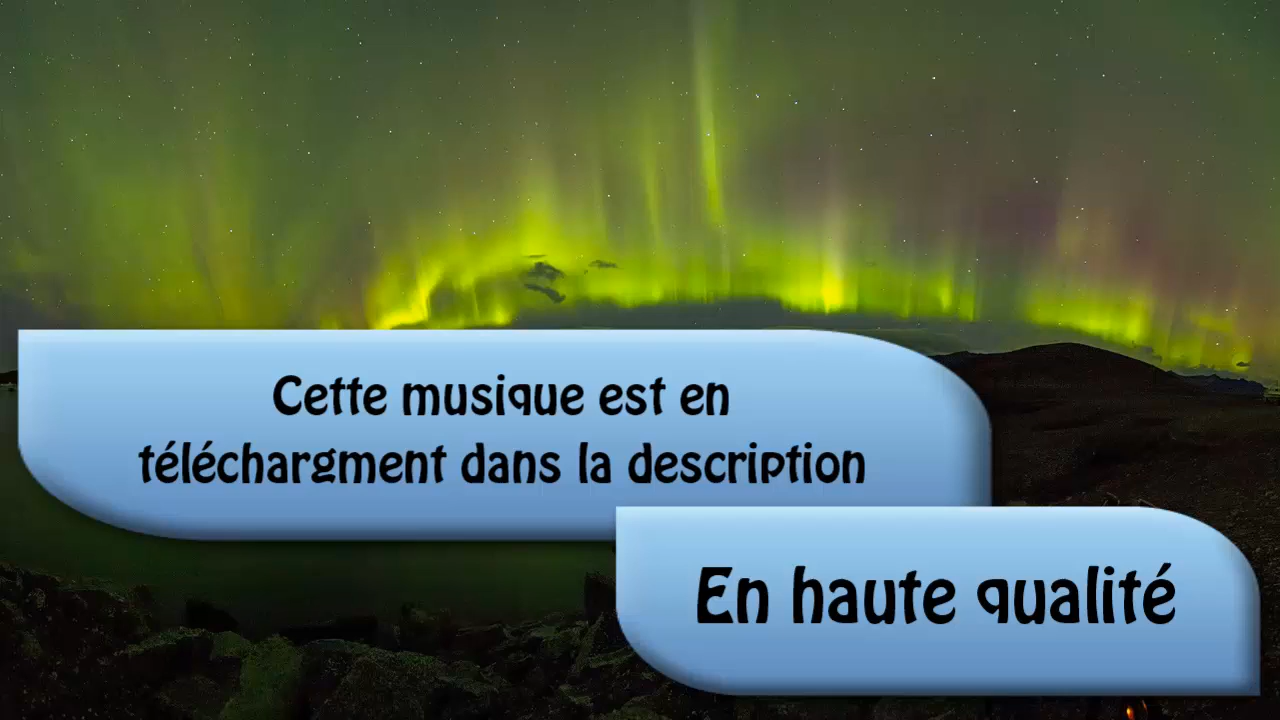 Cette musique est en
téléchargment dans la description
En haute qualité